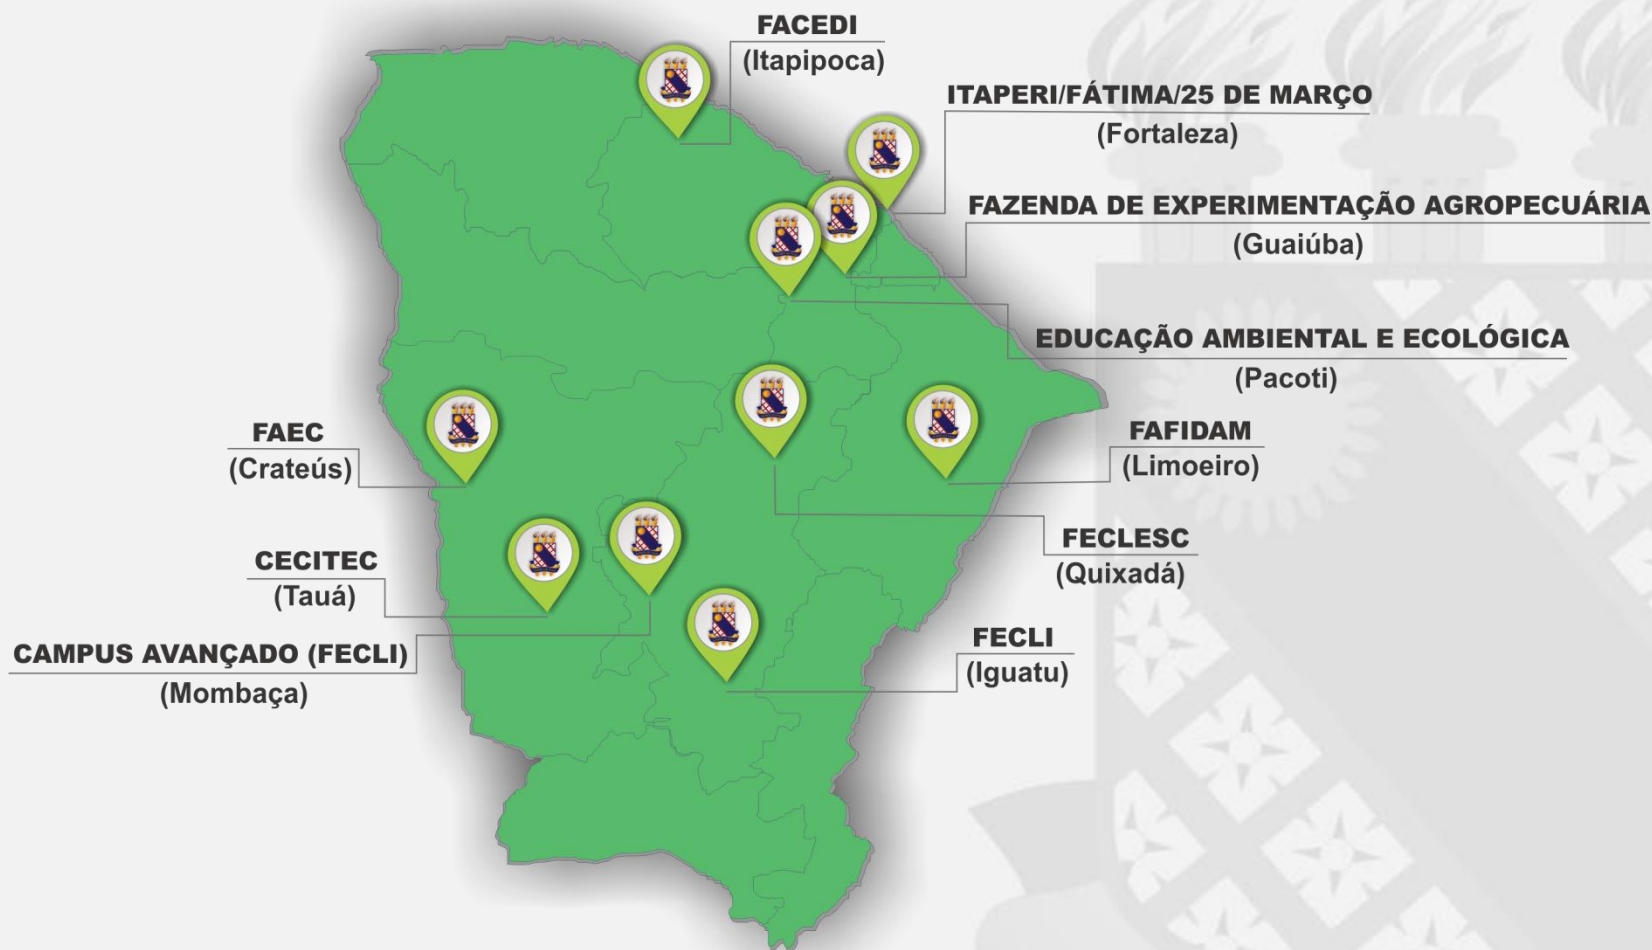 FACEDI
(Itapipoca)
ITAPERI/FÁTIMA/25 DE MARÇO
(Fortaleza)
FAZENDA DE EXPERIMENTAÇÃO AGROPECUÁRIA
(Guaiúba)
EDUCAÇÃO AMBIENTAL E ECOLÓGICA
(Pacoti)
FAEC
(Crateús)
FAFIDAM
(Limoeiro)
FECLESC
(Quixadá)
CECITEC
(Tauá)
FECLI
(Iguatu)
CAMPUS AVANÇADO (FECLI)
(Mombaça)